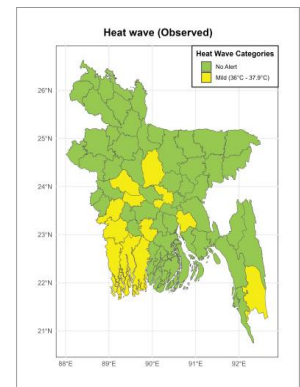 Heat wave (Observed)
Heat Wave Categories
No Alert
Mild (36°C - 37.9°C)
26°N
25°N
24°N
23°N
22°N
21°N
88°E
89°E
90°E
91°E
92°E